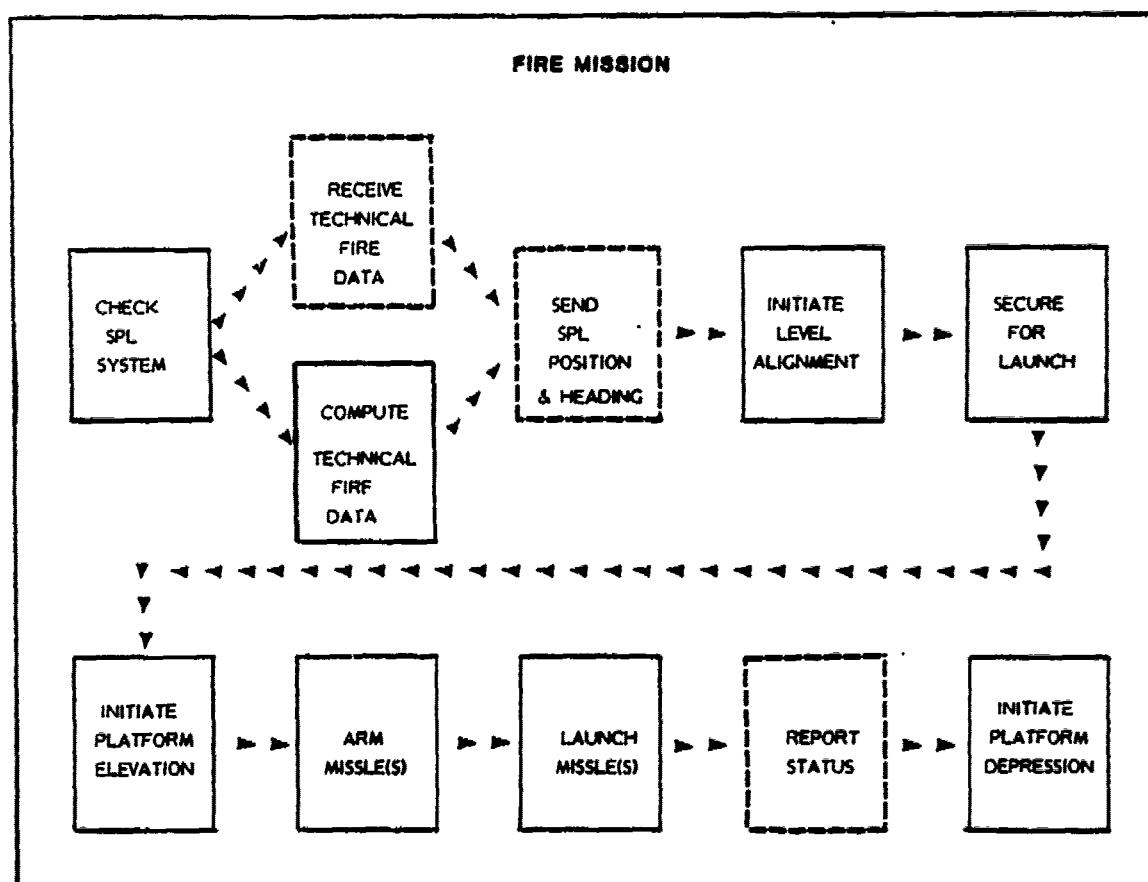 FIRE MISSION
RECEIVE
TECHNICAL
FIRE
DATA
CHECK
SPL
SYSTEM
COMPUTE
TECHNICAL
FIRE
DATA
SEND
SPL
POSITION
& HEADING
INITIATE
LEVEL
ALIGNMENT
SECURE
FOR
LAUNCH
INITIATE
PLATFORM
ELEVATION
ARM
MISSLE(S)
LAUNCH
MISSLE(S)
REPORT
STATUS
INITIATE
PLATFORM
DEPRESSION